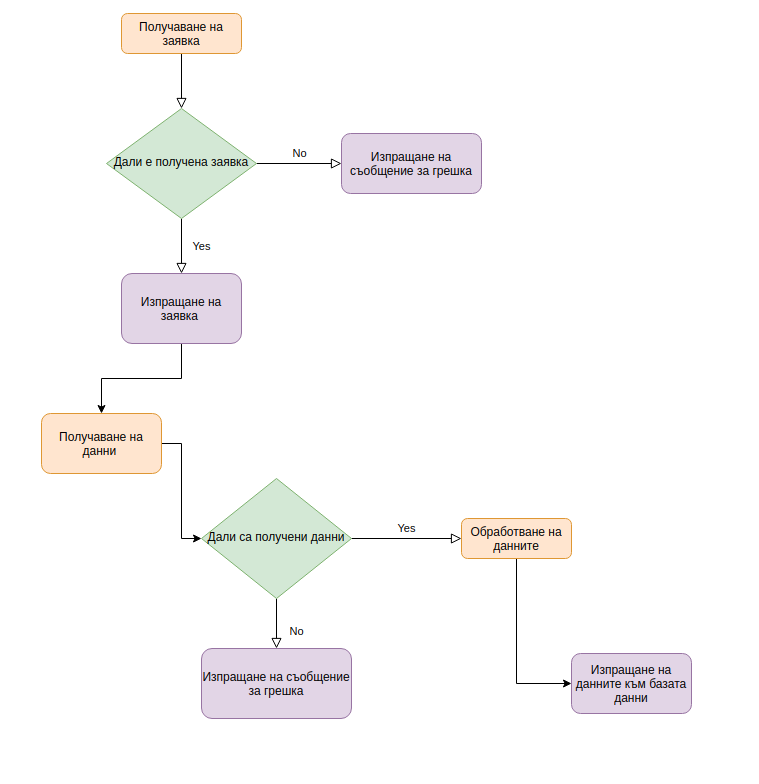 Получаване на
заявка
Дали е получена заявка
No
Изпращане на
съобщение за грешка
Yes
Изпращане на
заявка
Получаване на
данни
Дали са получени данни
Yes
Обработване на
данните
No
Изпращане на съобщение
за грешка
Изпращане на
данните към базата
данни